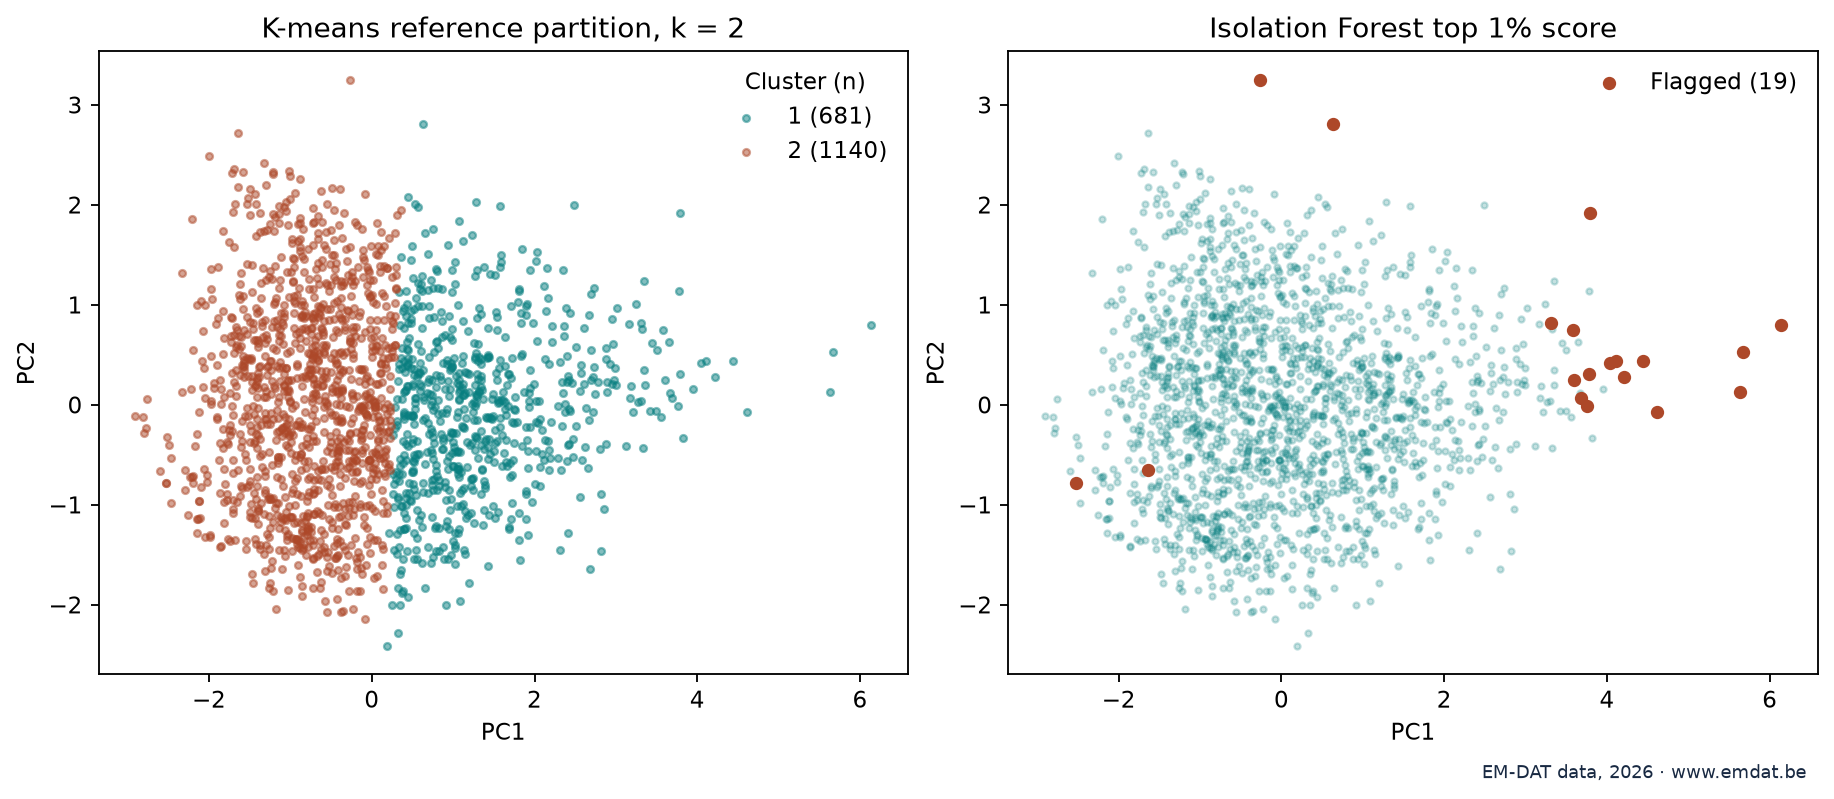 K-means reference partition, k = 2
Cluster (n)
1 (681)
2 (1140)
3
2
1
0
−1
−2
PC2
−2
0
2
4
6
PC1
Isolation Forest top 1% score
Flagged (19)
3
2
1
0
−1
−2
PC2
−2
0
2
4
6
PC1
EM-DAT data, 2026 · www.emdat.be